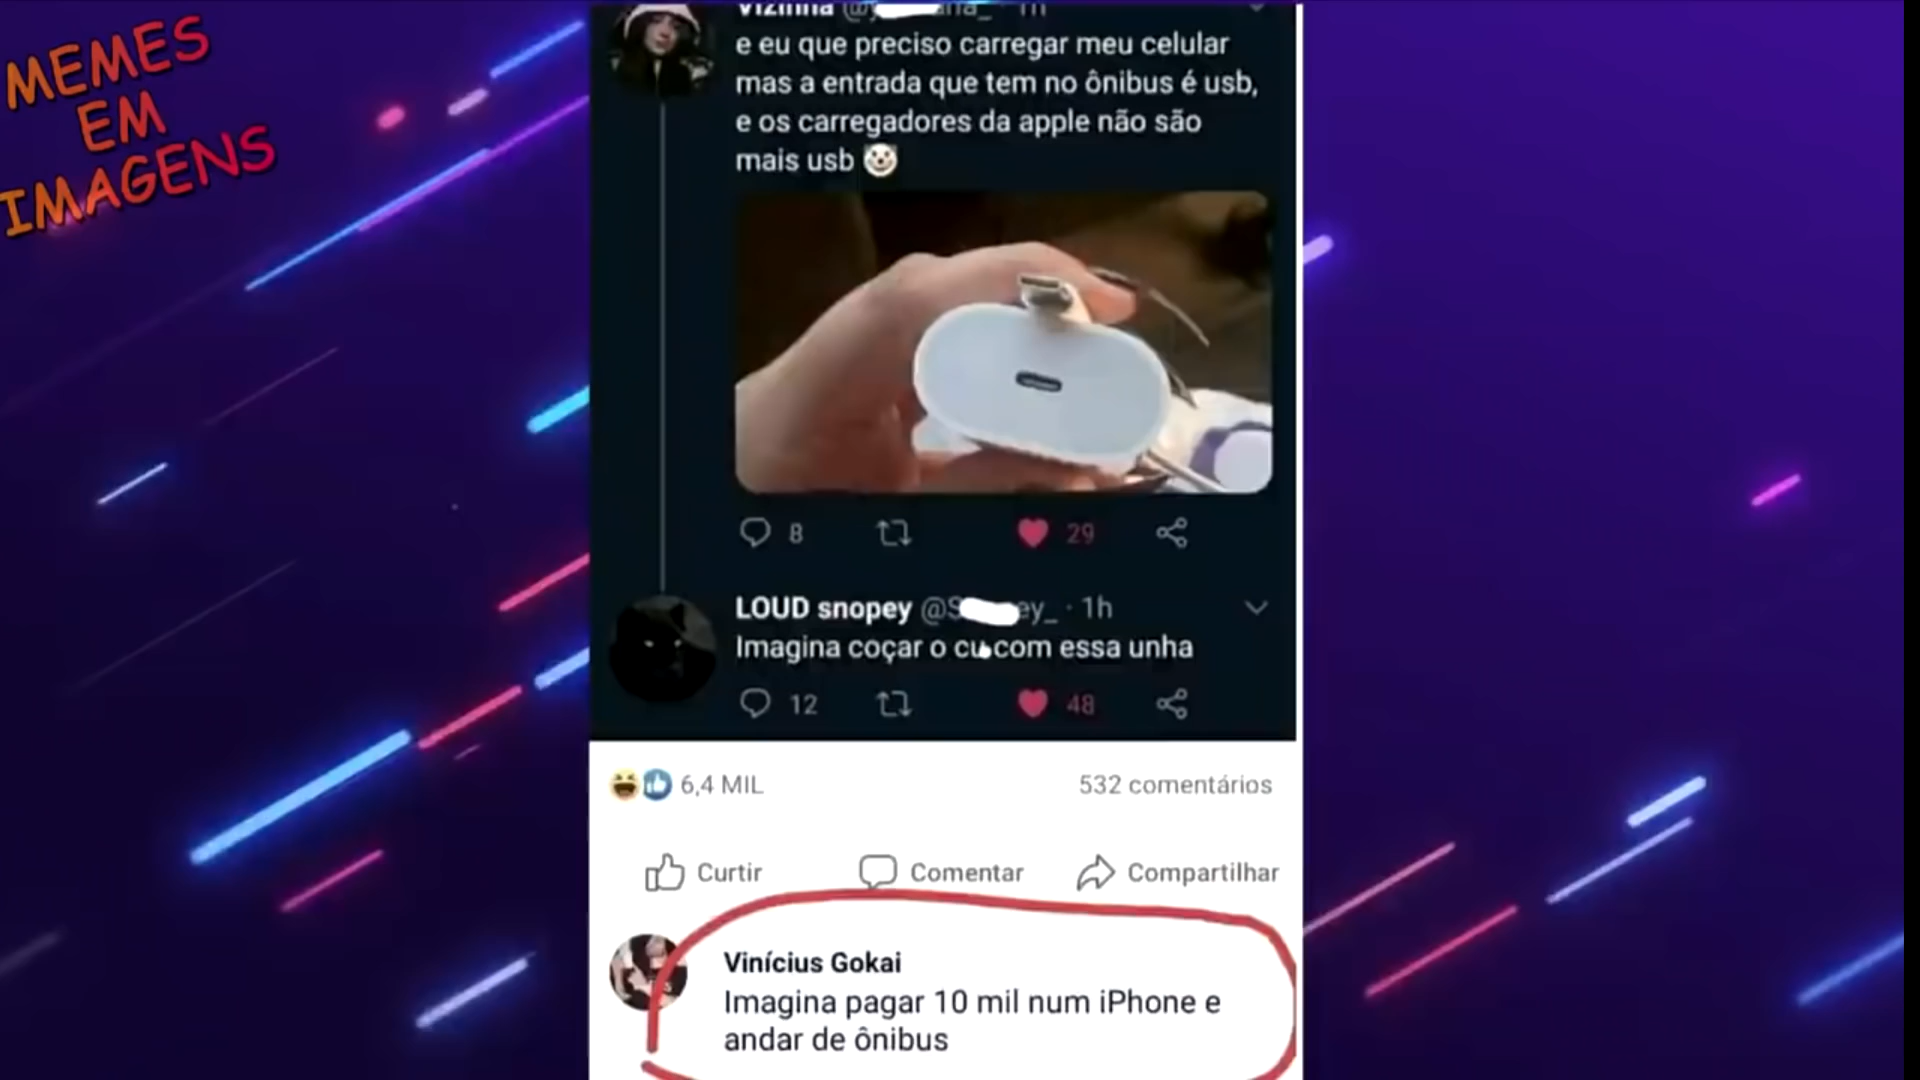 MEMES
EM
IMAGENS
Vizinha
e eu que preciso carregar meu celular
mas a entrada que tem no ônibus é usb,
e os carregadores da apple não são
mais usb 🤡
8
29
LOUD snopey @S ey_ · 1h
Imagina coçar o cu com essa unha
12
48
6,4 MIL
532 comentários
Curtir
Comentar
Compartilhar
Vinícius Gokai
Imagina pagar 10 mil num iPhone e
andar de ônibus